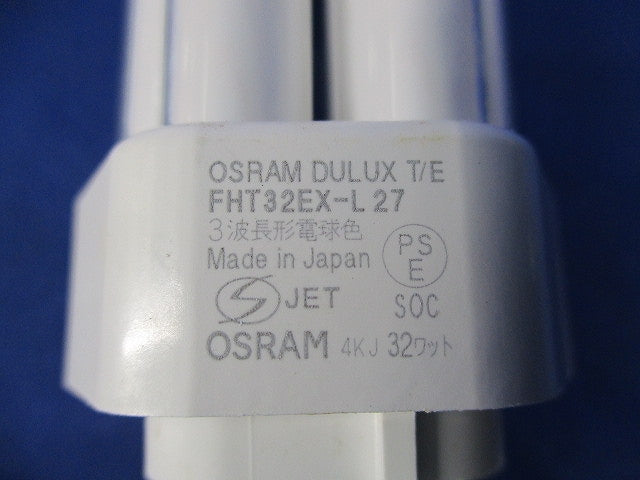 OSRAM DULUX T/E
FHT32EX-L 27
3波長形電球色
Made in Japan
PS
E
JET
SOC
OSRAM 4KJ 32ワット